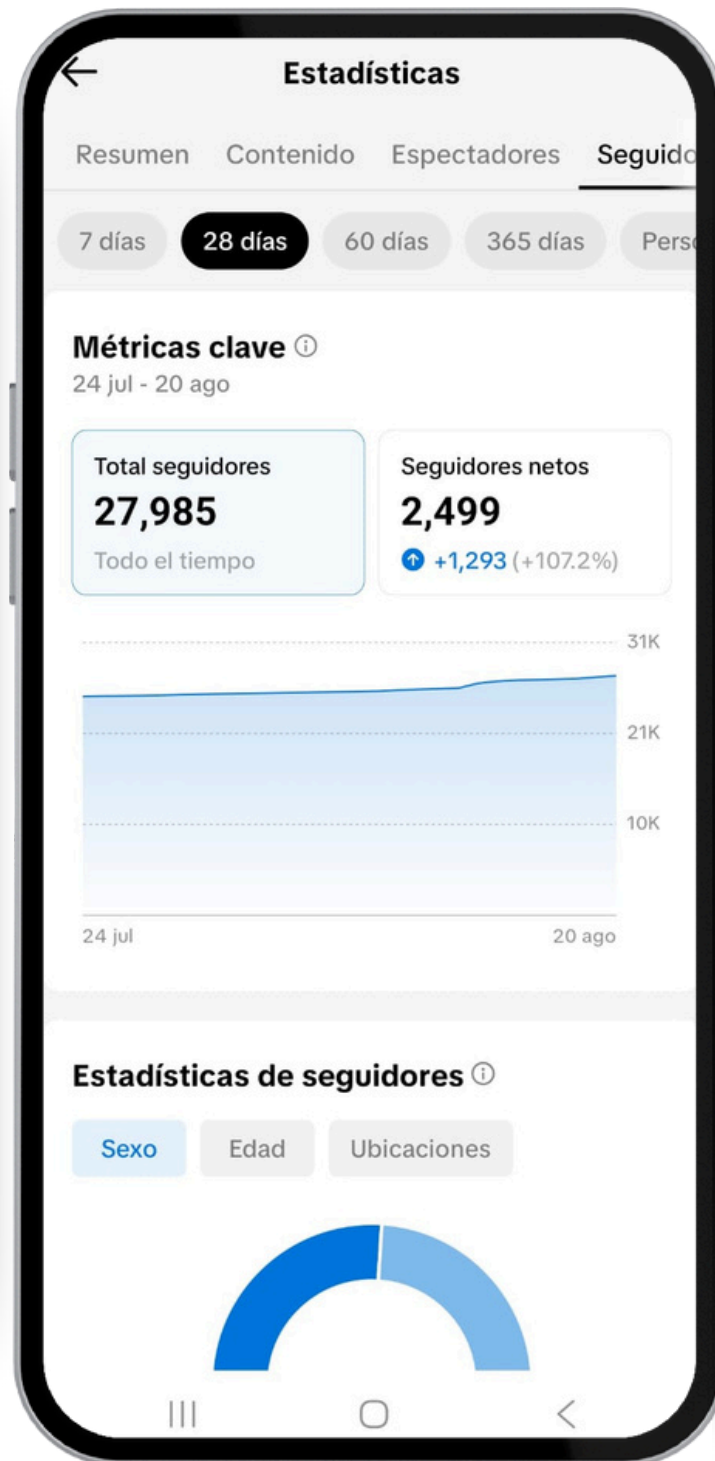 Estadísticas
Resumen Contenido Espectadores Seguido
7 días 28 días 60 días 365 días Perso
Métricas clave
24 jul - 20 ago
Total seguidores Seguidores netos
27,985 2,499
Todo el tiempo +1,293 (+107.2%)
31K
21K
10K
24 jul 20 ago
Estadísticas de seguidores
Sexo Edad Ubicaciones